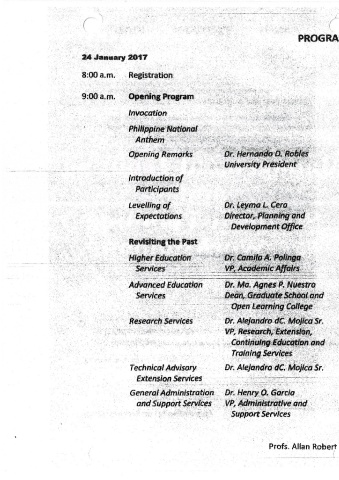 PROGRA
24 January 2017
8:00 a.m. Registration
9:00 a.m. Opening Program
Invocation
Philippine National
Anthem
Opening Remarks Dr. Hernando D. Robles
University President
Introduction of
Participants
Levelling of Dr. Leyma L. Cero
Expectations Director, Planning and
Development Office
Revisiting the Past
Higher Education Dr. Camilo A. Polinga
Services VP, Academic Affairs
Advanced Education Dr. Ma. Agnes P. Nuestro
Services Dean, Graduate School and
Open Learning College
Research Services Dr. Alejandro dC. Mojica Sr.
VP, Research, Extension,
Continuing Education and
Training Services
Technical Advisory Dr. Alejandro dC. Mojica Sr.
Extension Services
General Administration Dr. Henry O. Garcia
and Support Services VP, Administrative and
Support Services
Profs. Allan Robert